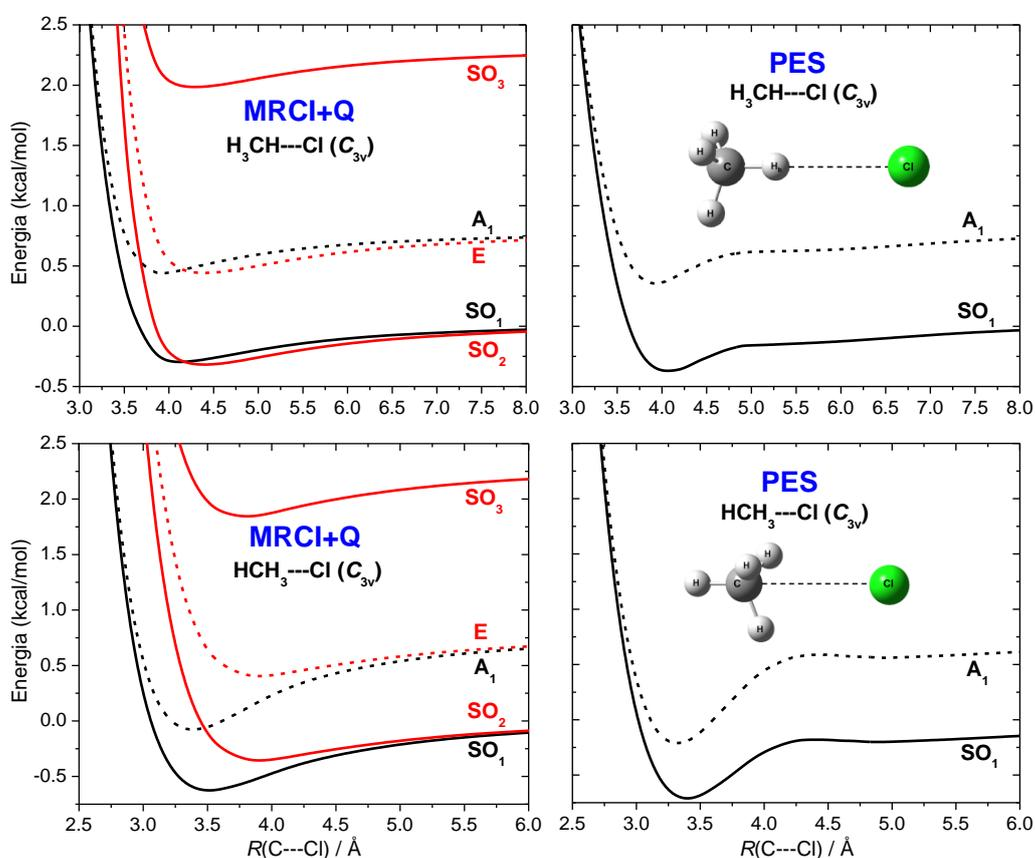 2.5
2.0
1.5
1.0
0.5
0.0
-0.5
Energia (kcal/mol)
MRCI+Q
H₃CH---Cl (C₃ᵥ)
SO₃
A₁
E
SO₁
SO₂
3.0 3.5 4.0 4.5 5.0 5.5 6.0 6.5 7.0 7.5 8.0
PES
H₃CH---Cl (C₃ᵥ)
H
H
C
Hb
Cl
H
A₁
SO₁
3.0 3.5 4.0 4.5 5.0 5.5 6.0 6.5 7.0 7.5 8.0
2.5
2.0
1.5
1.0
0.5
0.0
-0.5
Energia (kcal/mol)
SO₃
MRCI+Q
HCH₃---Cl (C₃ᵥ)
E
A₁
SO₂
SO₁
2.5 3.0 3.5 4.0 4.5 5.0 5.5 6.0
R(C---Cl) / Å
PES
HCH₃---Cl (C₃ᵥ)
H
H
H
C
Cl
H
A₁
SO₁
2.5 3.0 3.5 4.0 4.5 5.0 5.5 6.0
R(C---Cl) / Å